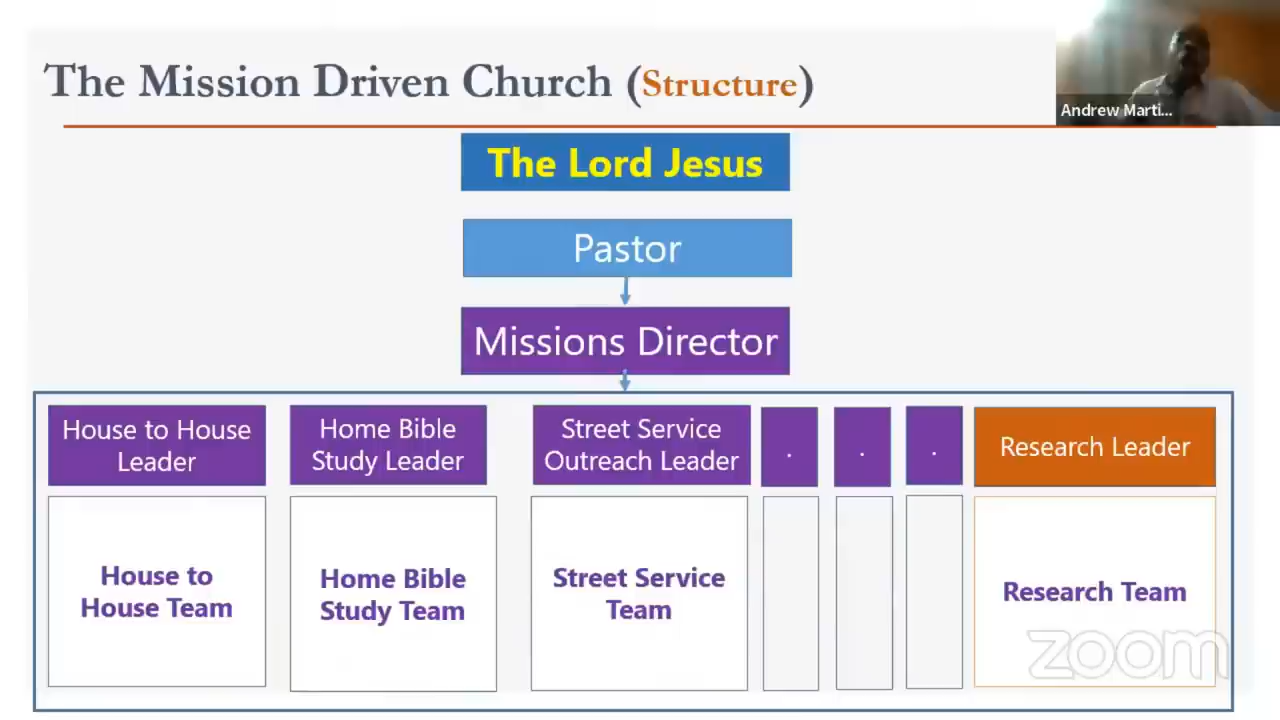 The Mission Driven Church (Structure)
Andrew Marti...
The Lord Jesus
Pastor
Missions Director
House to House
Leader
Home Bible
Study Leader
Street Service
Outreach Leader
.
.
.
Research Leader
House to
House Team
Home Bible
Study Team
Street Service
Team
Research Team
zoom